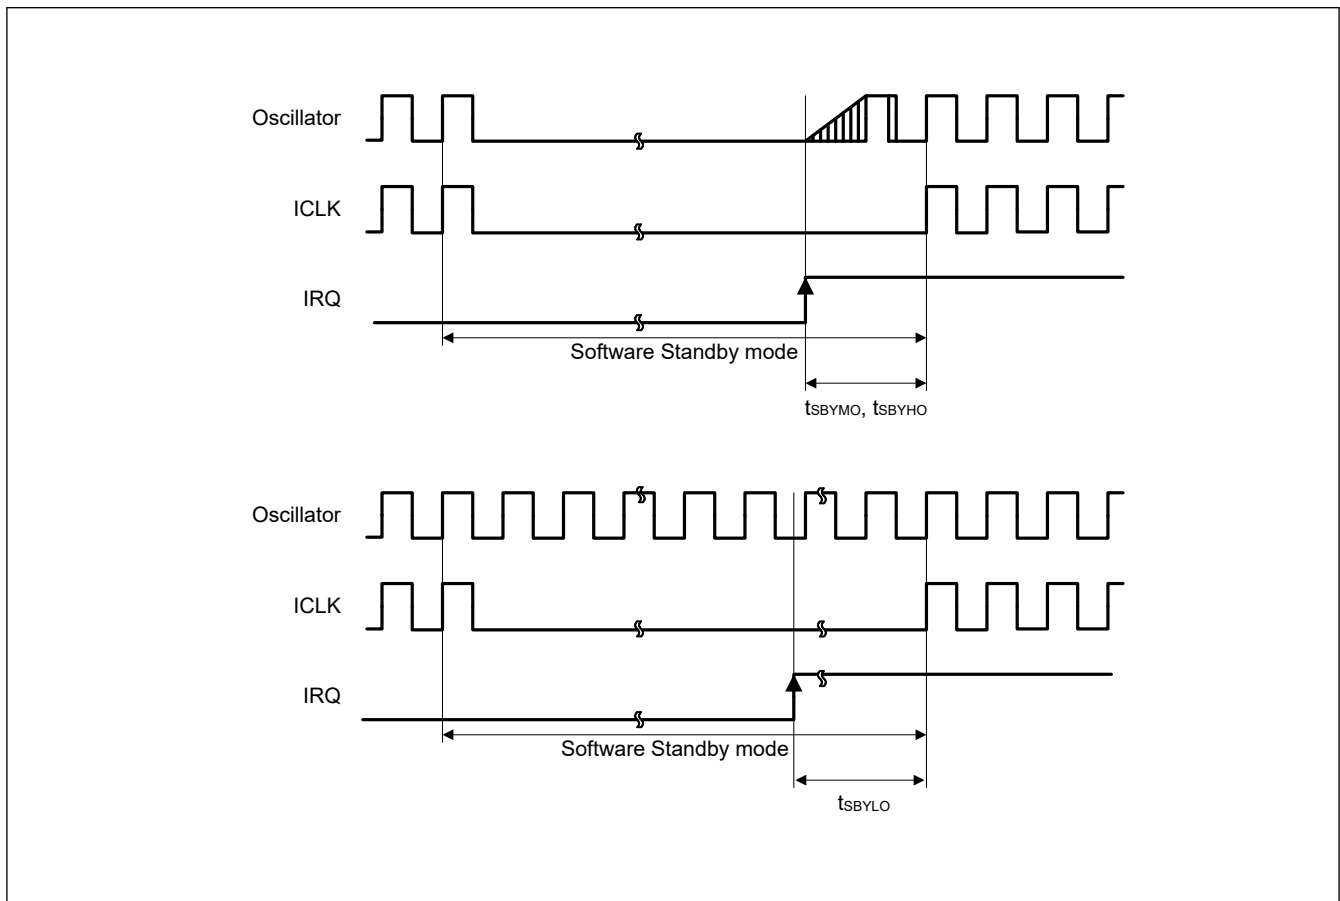 Oscillator
ICLK
IRQ
Software Standby mode
tSBYMO, tSBYHO
Oscillator
ICLK
IRQ
Software Standby mode
tSBYLO